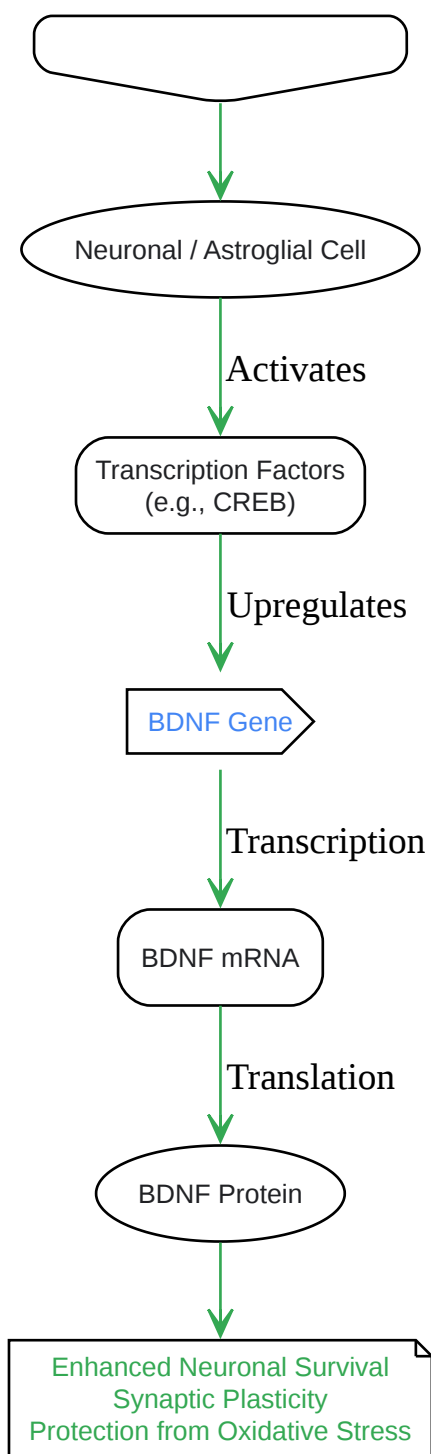 Neuronal / Astroglial Cell
Activates
Transcription Factors
(e.g., CREB)
Upregulates
BDNF Gene
Transcription
BDNF mRNA
Translation
BDNF Protein
Enhanced Neuronal Survival
Synaptic Plasticity
Protection from Oxidative Stress